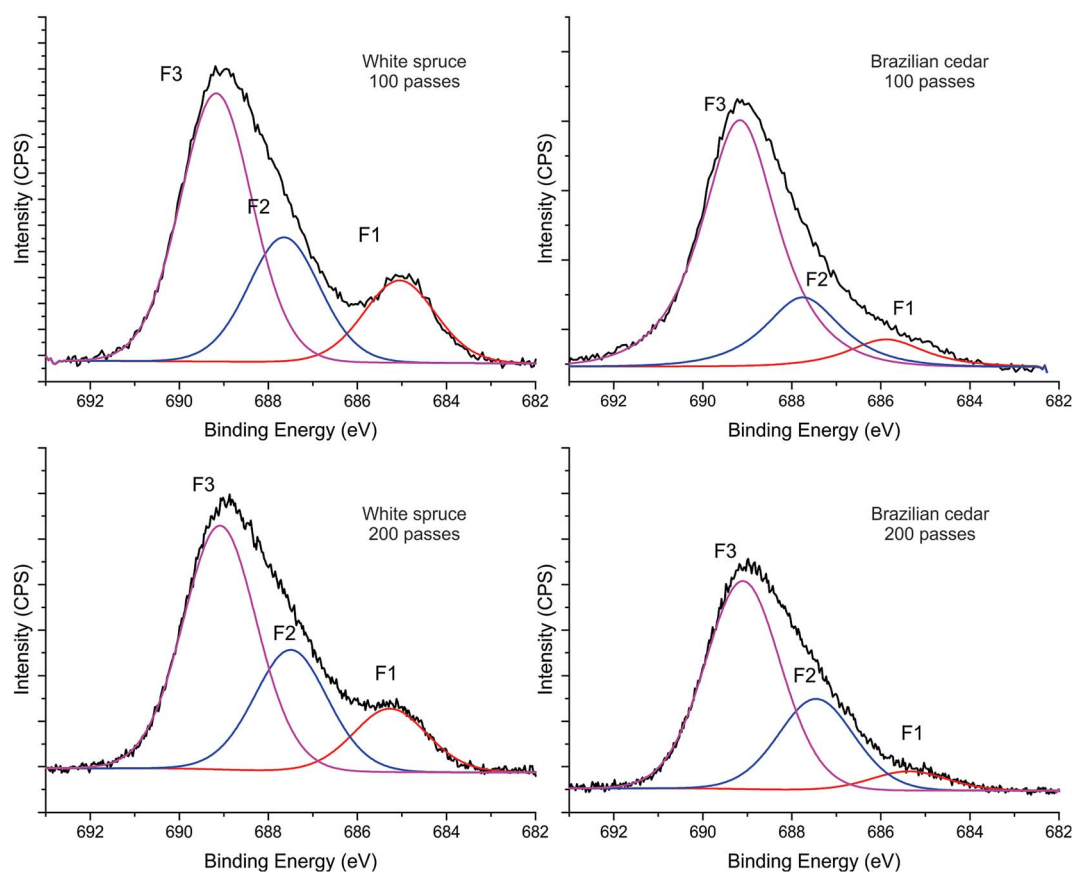 White spruce
100 passes
F3
F2
F1
Intensity (CPS)
692 690 688 686 684 682
Binding Energy (eV)
Brazilian cedar
100 passes
F3
F2
F1
Intensity (CPS)
692 690 688 686 684 682
Binding Energy (eV)
White spruce
200 passes
F3
F2
F1
Intensity (CPS)
692 690 688 686 684 682
Binding Energy (eV)
Brazilian cedar
200 passes
F3
F2
F1
Intensity (CPS)
692 690 688 686 684 682
Binding Energy (eV)